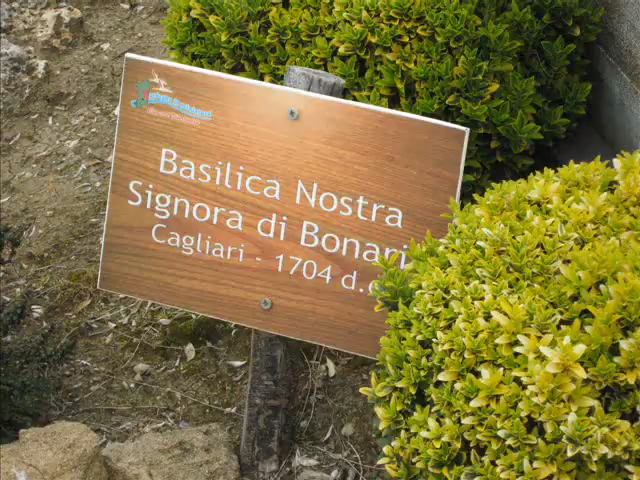 Basilica Nostra
Signora di Bonari
Cagliari - 1704 d.c